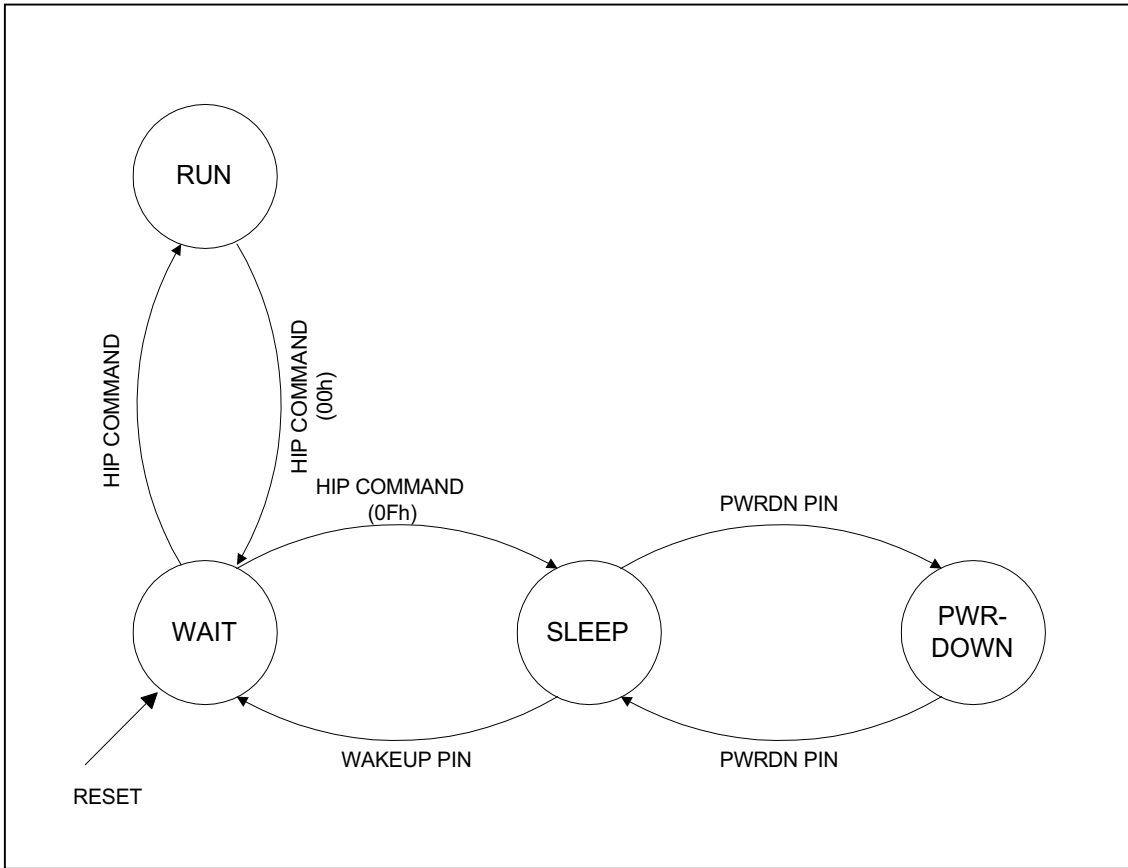 RUN
HIP COMMAND
HIP COMMAND
(00h)
HIP COMMAND
(0Fh)
PWRDN PIN
WAIT
SLEEP
PWR-
DOWN
WAKEUP PIN
PWRDN PIN
RESET